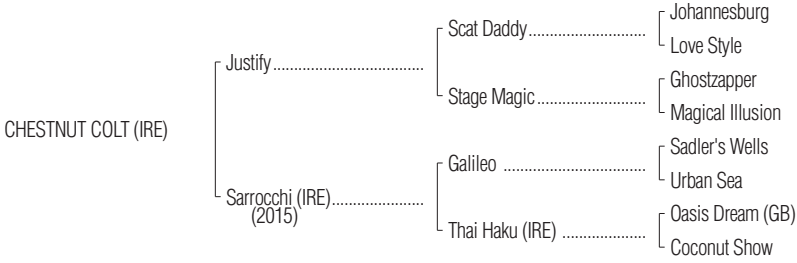 Johannesburg
Scat Daddy..............................
Love Style
Justify......................................
Ghostzapper
Stage Magic............................
Magical Illusion
CHESTNUT COLT (IRE)
Sadler's Wells
Galileo ....................................
Urban Sea
Sarrocchi (IRE).......................
(2015)
Oasis Dream (GB)
Thai Haku (IRE) .....................
Coconut Show